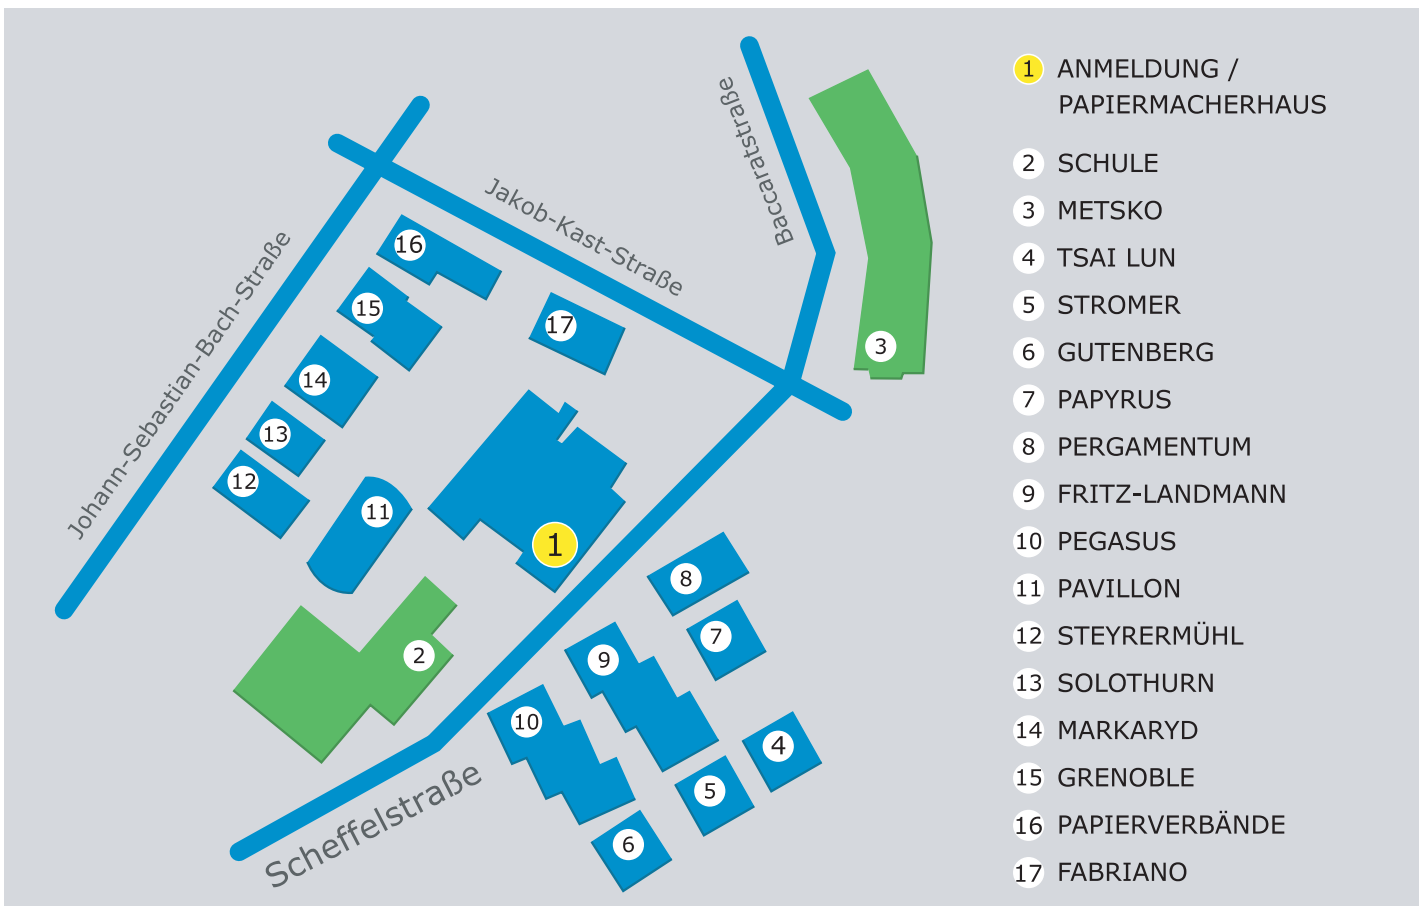 Johann-Sebastian-Bach-Straße
Jakob-Kast-Straße
Baccaratstraße
Scheffelstraße
16
15
17
14
13
12
11
3
1
2
8
7
9
10
4
5
6
1 ANMELDUNG /
PAPIERMACHERHAUS
2 SCHULE
3 METSKO
4 TSAI LUN
5 STROMER
6 GUTENBERG
7 PAPYRUS
8 PERGAMENTUM
9 FRITZ-LANDMANN
10 PEGASUS
11 PAVILLON
12 STEYRERMÜHL
13 SOLOTHURN
14 MARKARYD
15 GRENOBLE
16 PAPIERVERBÄNDE
17 FABRIANO